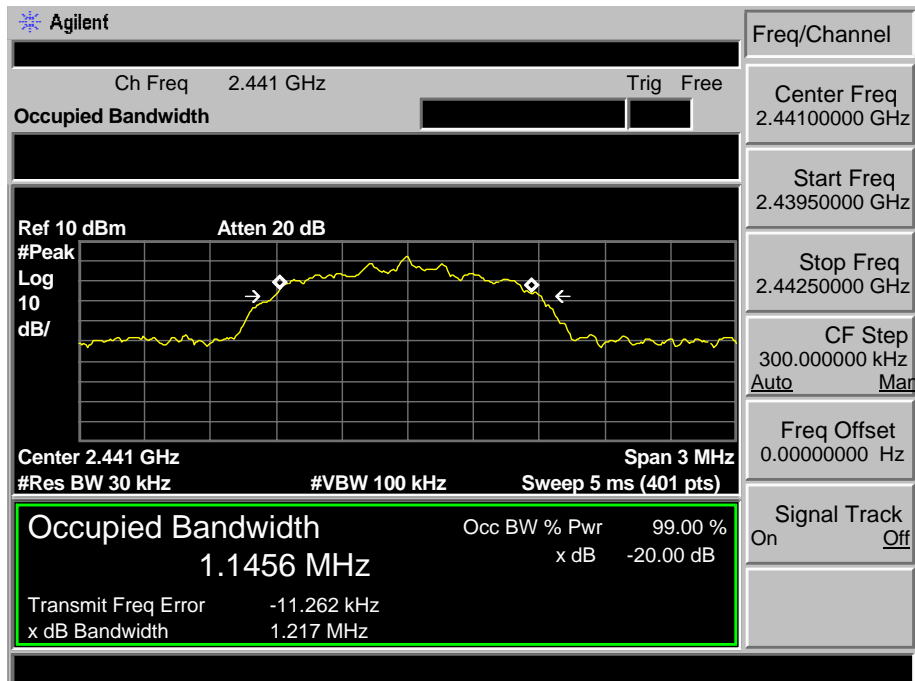 Agilent
Freq/Channel
Ch Freq 2.441 GHz Trig Free
Occupied Bandwidth
Center Freq
2.44100000 GHz
Start Freq
2.43950000 GHz
Ref 10 dBm Atten 20 dB
#Peak
Log
10
dB/
Stop Freq
2.44250000 GHz
CF Step
300.000000 kHz
Auto Man
Freq Offset
0.00000000 Hz
Center 2.441 GHz Span 3 MHz
#Res BW 30 kHz #VBW 100 kHz Sweep 5 ms (401 pts)
Occupied Bandwidth Occ BW % Pwr 99.00 %
1.1456 MHz x dB -20.00 dB
Signal Track
On Off
Transmit Freq Error -11.262 kHz
x dB Bandwidth 1.217 MHz